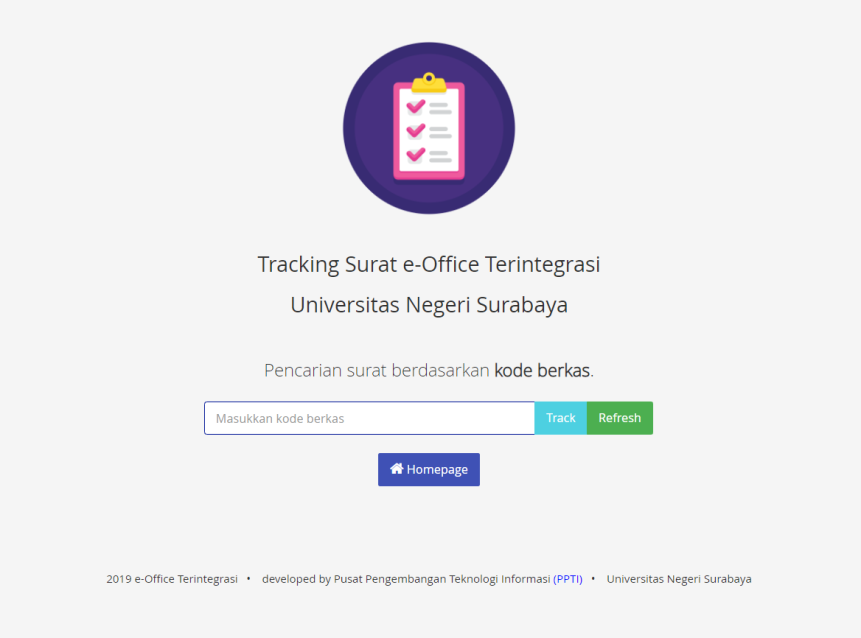 Tracking Surat e-Office Terintegrasi
Universitas Negeri Surabaya
Pencarian surat berdasarkan kode berkas.
Masukkan kode berkas Track Refresh
Homepage
2019 e-Office Terintegrasi • developed by Pusat Pengembangan Teknologi Informasi (PPTI) • Universitas Negeri Surabaya